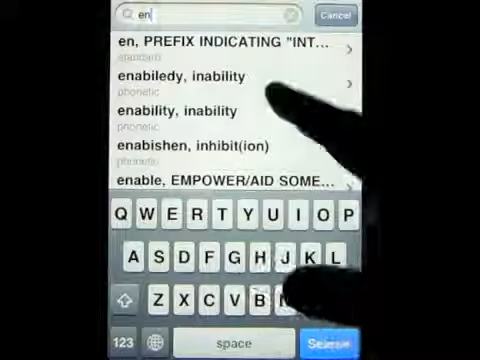 en
Cancel
en, PREFIX INDICATING "INT...
standard
enabiledy, inability
phonetic
enability, inability
phonetic
enabishen, inhibit(ion)
phonetic
enable, EMPOWER/AID SOME...
Q W E R T Y U I O P
A S D F G H J K L
Z X C V B
123
space